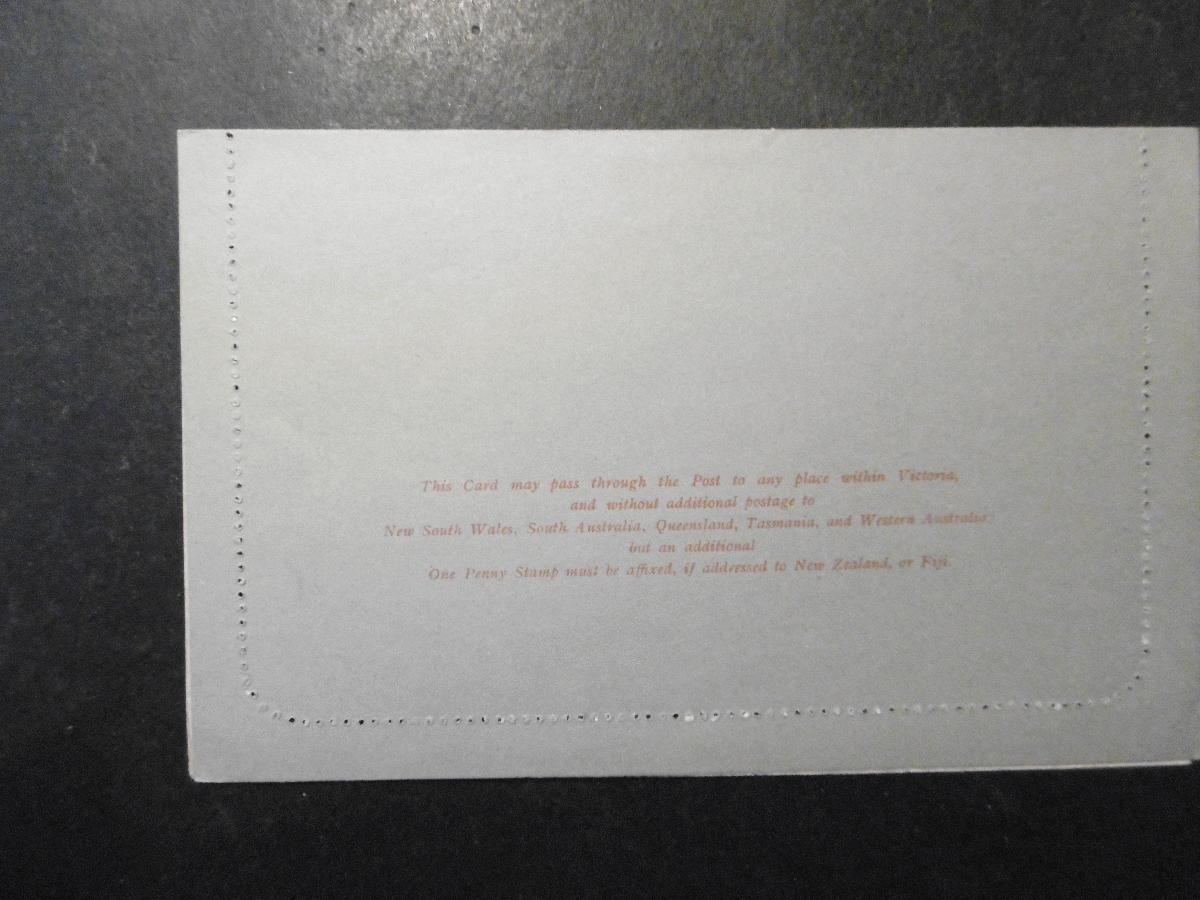 This Card may pass through the Post to any place within Victoria,
and without additional postage to
New South Wales, South Australia, Queensland, Tasmania, and Western Australia;
but an additional
One Penny Stamp must be affixed, if addressed to New Zealand, or Fiji.